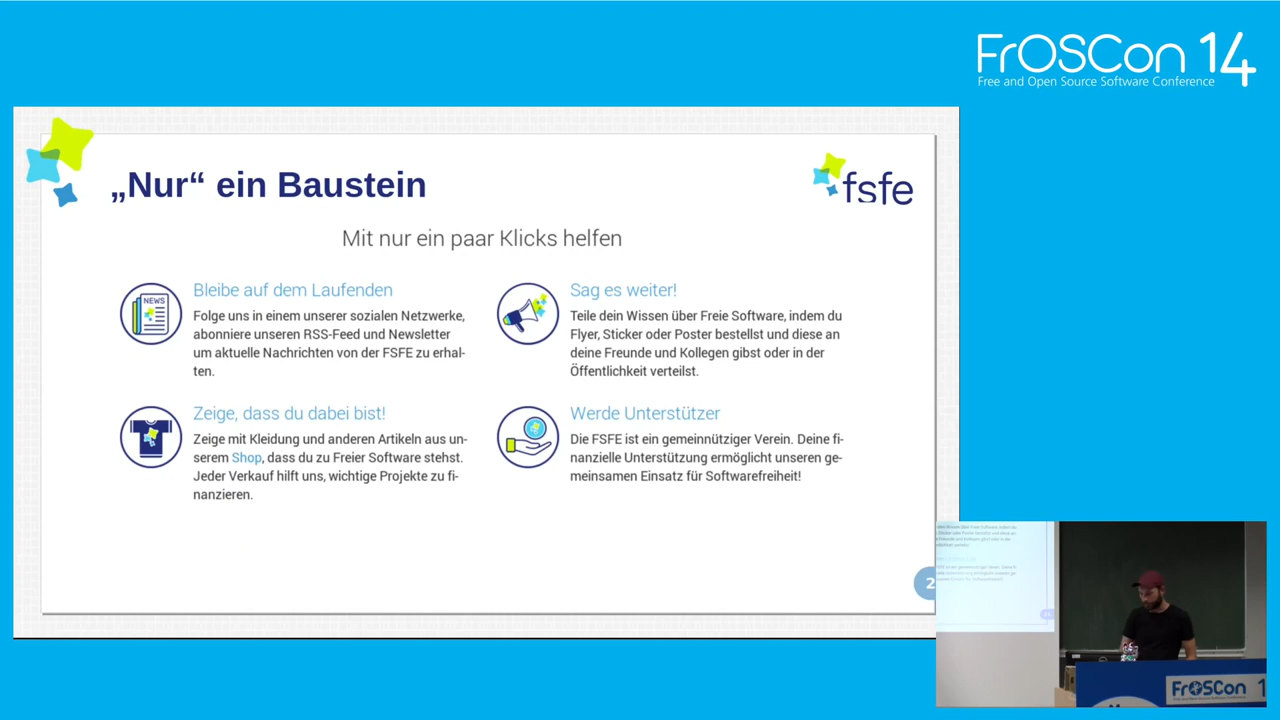 FrOSCon 14
Free and Open Source Software Conference
„Nur“ ein Baustein
fsfe
Mit nur ein paar Klicks helfen
NEWS
Bleibe auf dem Laufenden
Folge uns in einem unserer sozialen Netzwerke,
abonniere unseren RSS-Feed und Newsletter
um aktuelle Nachrichten von der FSFE zu erhal-
ten.
Sag es weiter!
Teile dein Wissen über Freie Software, indem du
Flyer, Sticker oder Poster bestellst und diese an
deine Freunde und Kollegen gibst oder in der
Öffentlichkeit verteilst.
Zeige, dass du dabei bist!
Zeige mit Kleidung und anderen Artikeln aus un-
serem Shop, dass du zu Freier Software stehst.
Jeder Verkauf hilft uns, wichtige Projekte zu fi-
nanzieren.
Werde Unterstützer
Die FSFE ist ein gemeinnütziger Verein. Deine fi-
nanzielle Unterstützung ermöglicht unseren ge-
meinsamen Einsatz für Softwarefreiheit!
2
FrOSCon 1